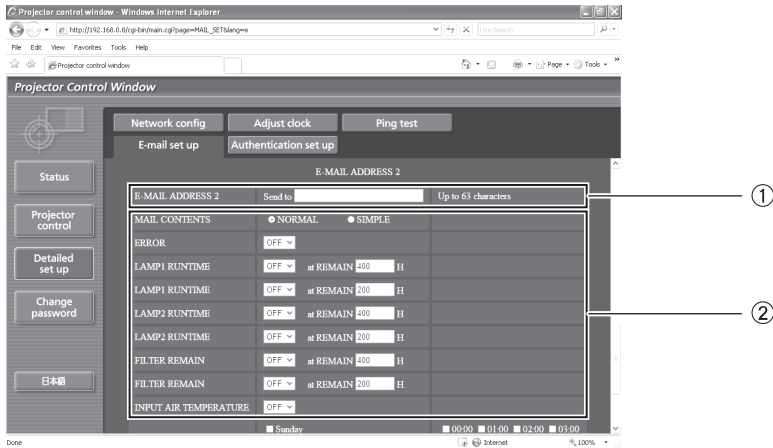 Projector control window - Windows Internet Explorer
http://192.168.0.8/cgi-bin/main.cgi?page=MAIL_SET&lang=e
Live Search
File Edit View Favorites Tools Help
Projector control window
Page Tools
Projector Control Window
Network config Adjust clock Ping test
E-mail set up Authentication set up
Status
Projector control
Detailed set up
Change password
日本語
E-MAIL ADDRESS 2
E-MAIL ADDRESS 2 Send to Up to 63 characters
MAIL CONTENTS NORMAL SIMPLE
ERROR OFF
LAMP1 RUNTIME OFF at REMAIN 400 H
LAMP1 RUNTIME OFF at REMAIN 200 H
LAMP2 RUNTIME OFF at REMAIN 400 H
LAMP2 RUNTIME OFF at REMAIN 200 H
FILTER REMAIN OFF at REMAIN 400 H
FILTER REMAIN OFF at REMAIN 200 H
INPUT AIR TEMPERATURE OFF
Sunday 00:00 01:00 02:00 03:00
Done Internet 100%
①
②